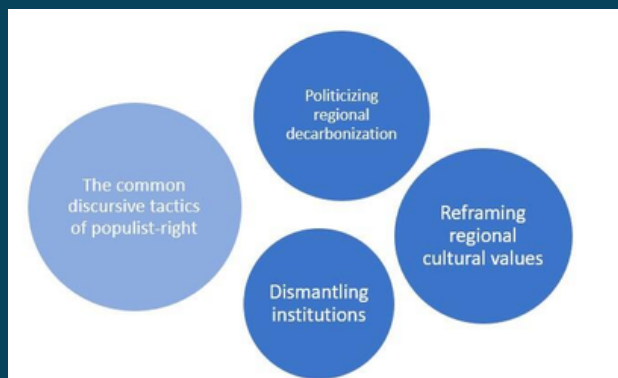 The common
discursive tactics
of populist-right
Politicizing
regional
decarbonization
Reframing
regional
cultural values
Dismantling
institutions